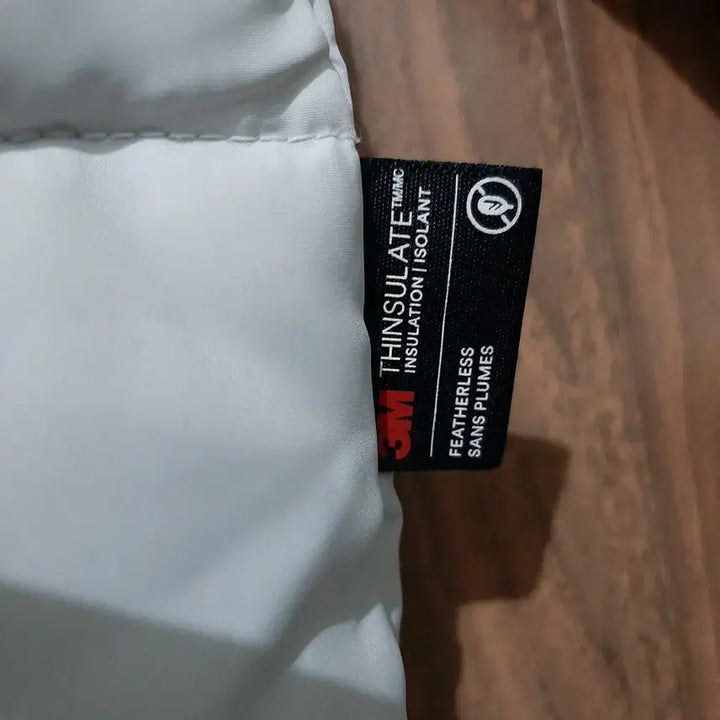 3M THINSULATE™/MC
INSULATION | ISOLANT
FEATHERLESS
SANS PLUMES